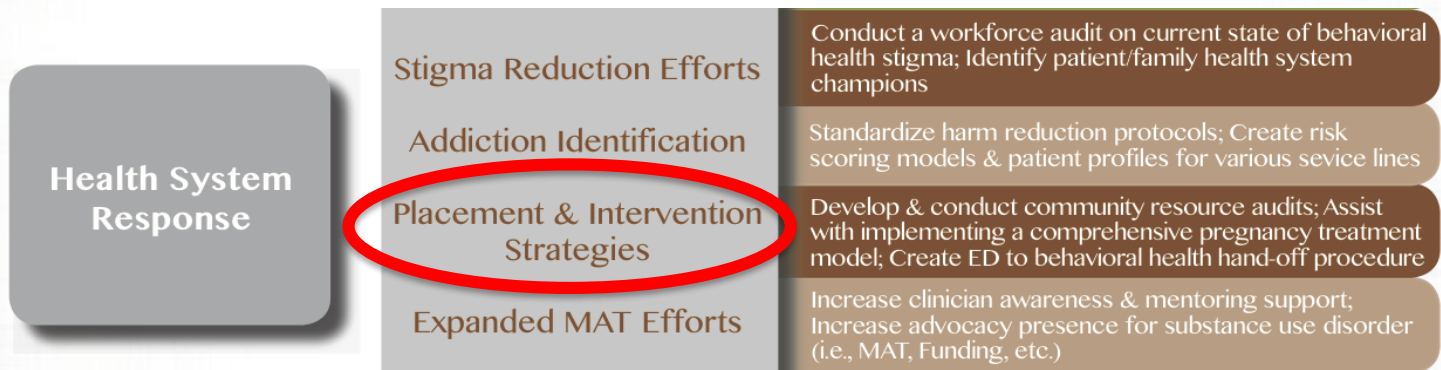 Health System
Response
Stigma Reduction Efforts
Conduct a workforce audit on current state of behavioral
health stigma; Identify patient/family health system
champions
Addiction Identification
Standardize harm reduction protocols; Create risk
scoring models & patient profiles for various sevice lines
Placement & Intervention
Strategies
Develop & conduct community resource audits; Assist
with implementing a comprehensive pregnancy treatment
model; Create ED to behavioral health hand-off procedure
Expanded MAT Efforts
Increase clinician awareness & mentoring support;
Increase advocacy presence for substance use disorder
(i.e., MAT, Funding, etc.)